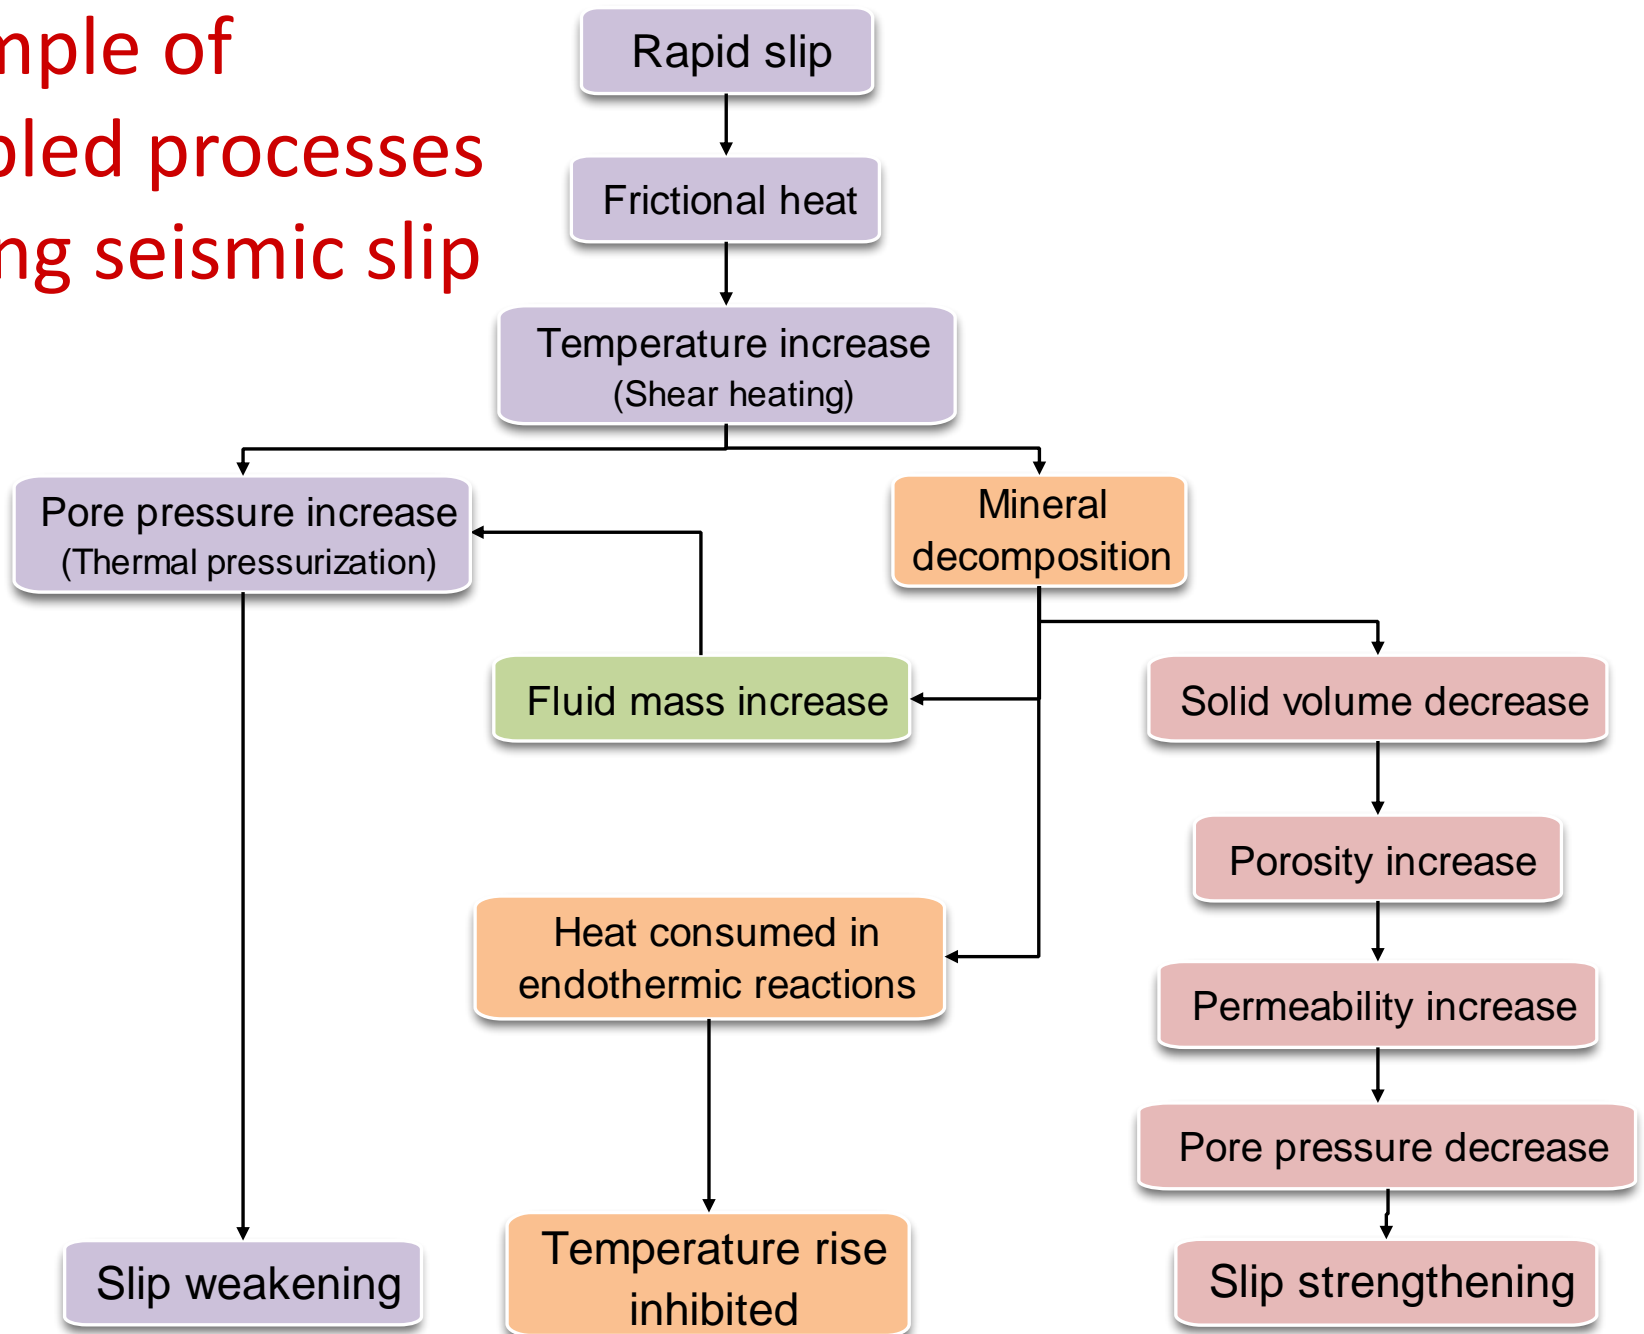 mple of
pled processes
ng seismic slip
Rapid slip
Frictional heat
Temperature increase
(Shear heating)
Pore pressure increase
(Thermal pressurization)
Mineral
decomposition
Fluid mass increase
Solid volume decrease
Porosity increase
Heat consumed in
endothermic reactions
Permeability increase
Pore pressure decrease
Slip weakening
Temperature rise
inhibited
Slip strengthening